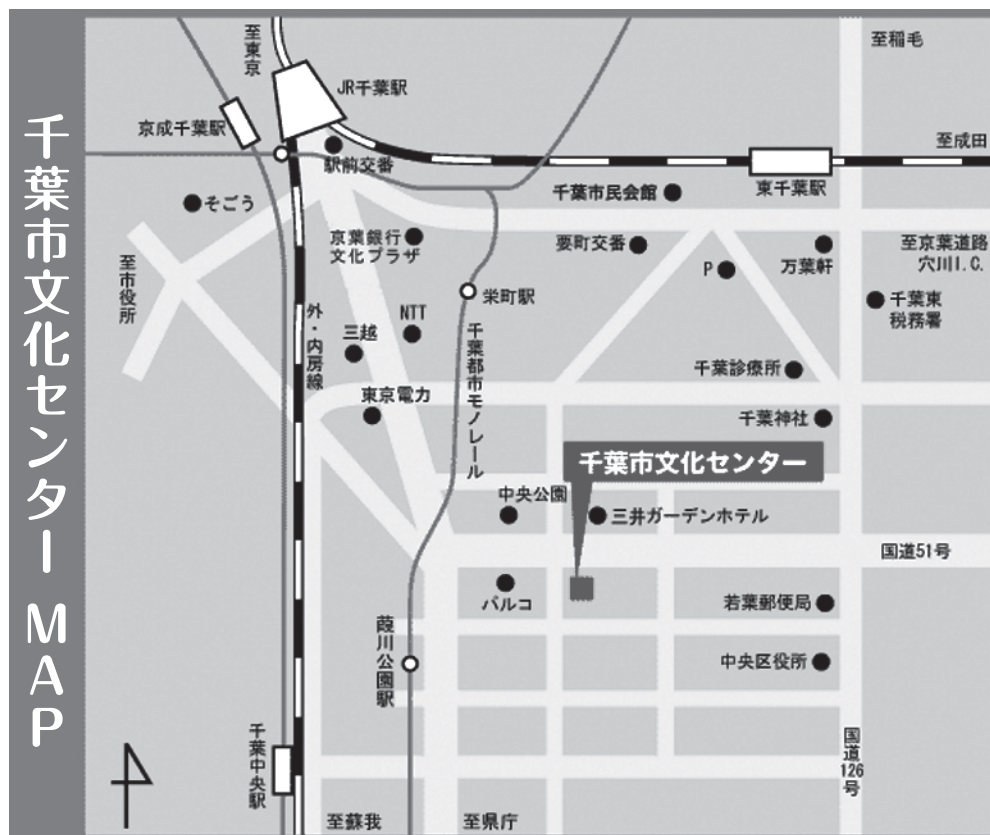 千葉市文化センター MAP
至東京
至稲毛
JR千葉駅
京成千葉駅
至成田
駅前交番
東千葉駅
千葉市民会館
そごう
京葉銀行
文化プラザ
要町交番
万葉軒
至京葉道路
穴川I.C.
至市役所
P
栄町駅
千葉東
税務署
外・内房線
NTT
三越
千葉都市モノレール
千葉診療所
東京電力
千葉神社
千葉市文化センター
中央公園
三井ガーデンホテル
国道51号
パルコ
若葉郵便局
葭川公園駅
中央区役所
千葉中央駅
国道126号
至蘇我
至県庁